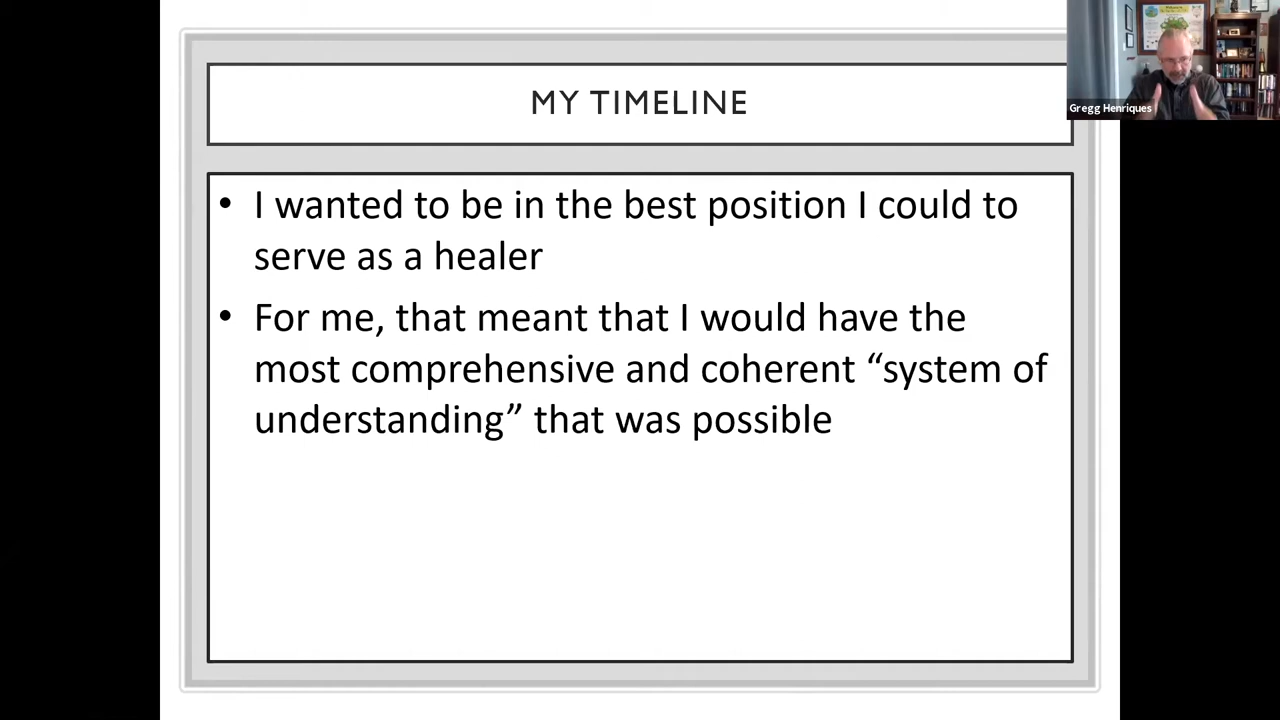 MY TIMELINE
Gregg Henriques
• I wanted to be in the best position I could to
serve as a healer
• For me, that meant that I would have the
most comprehensive and coherent “system of
understanding” that was possible